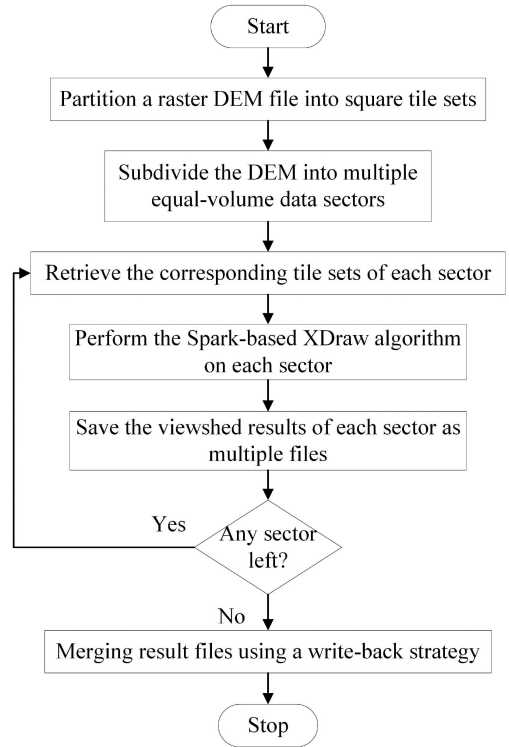 Start
Partition a raster DEM file into square tile sets
Subdivide the DEM into multiple
equal-volume data sectors
Retrieve the corresponding tile sets of each sector
Perform the Spark-based XDraw algorithm
on each sector
Save the viewshed results of each sector as
multiple files
Yes
Any sector
left?
No
Merging result files using a write-back strategy
Stop